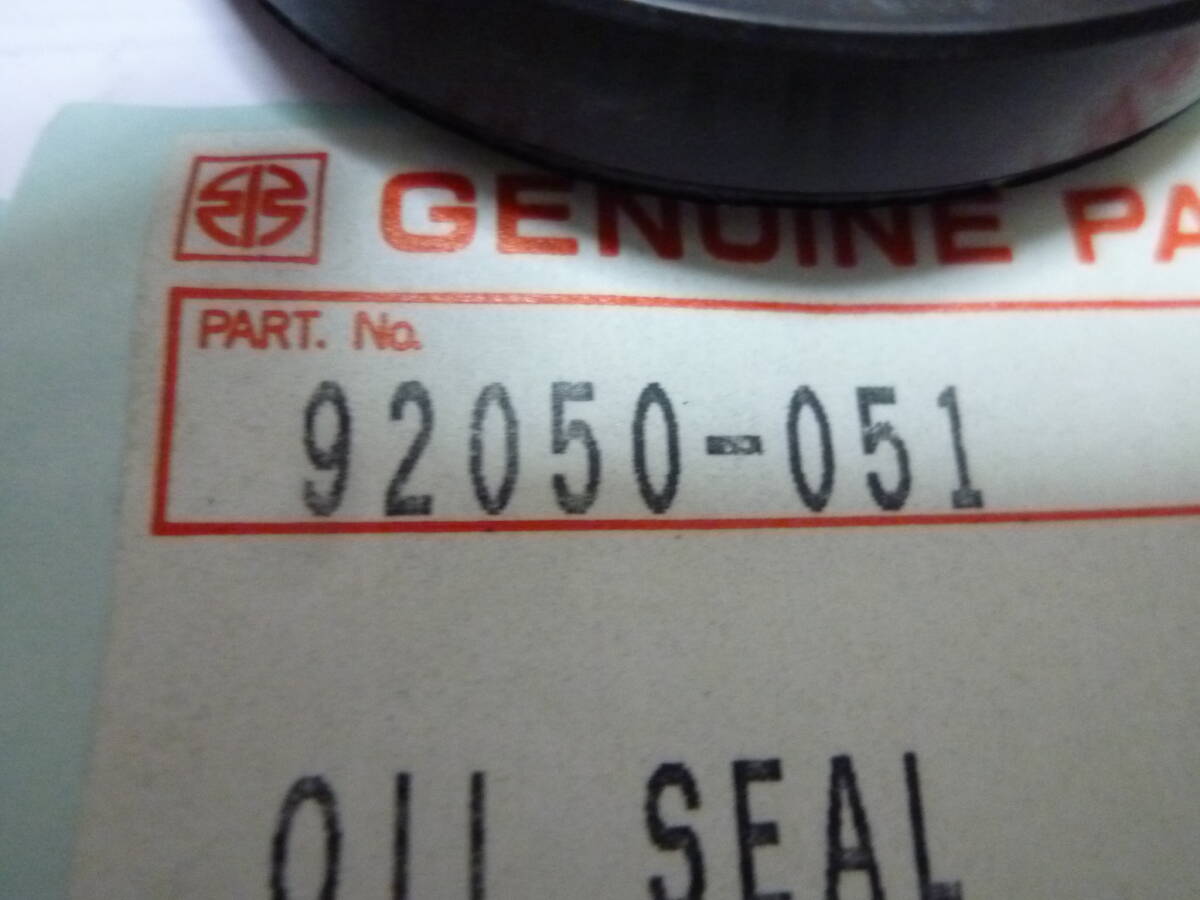 GENUINE PA
PART. No.
92050-051
OIL SEAL